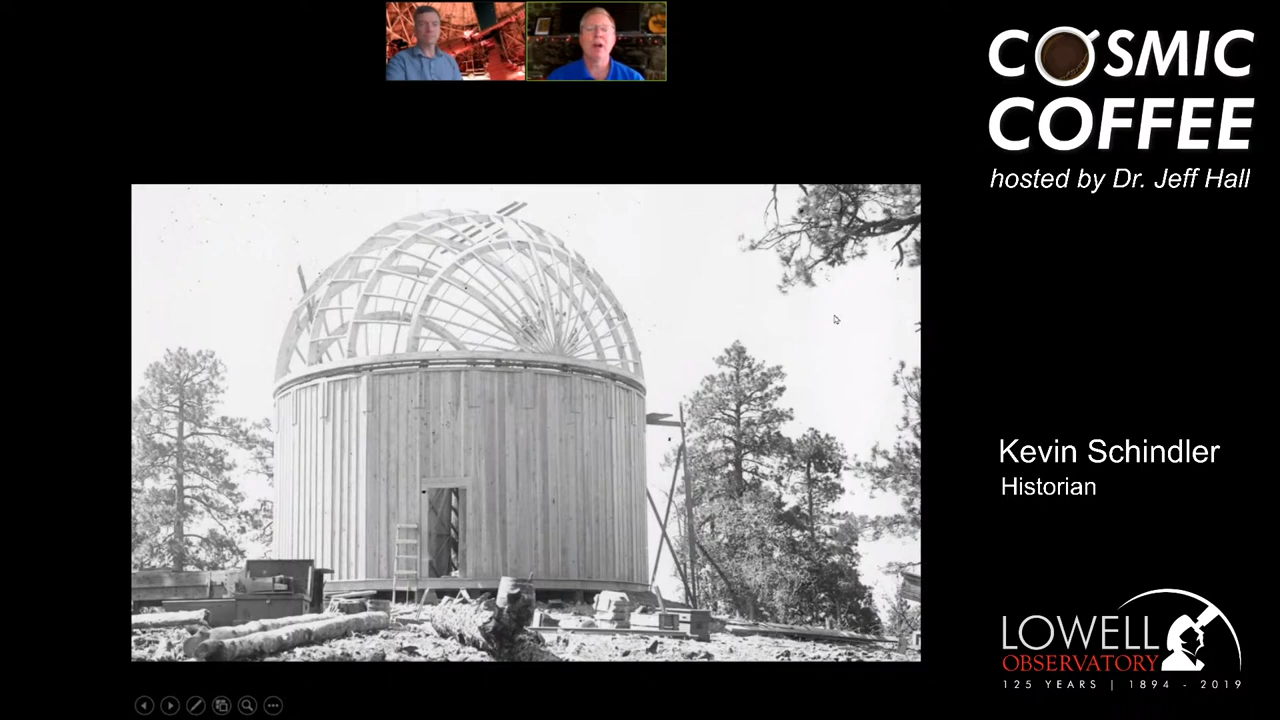 COSMIC
COFFEE
hosted by Dr. Jeff Hall
Kevin Schindler
Historian
LOWELL
OBSERVATORY
125 YEARS | 1894 - 2019